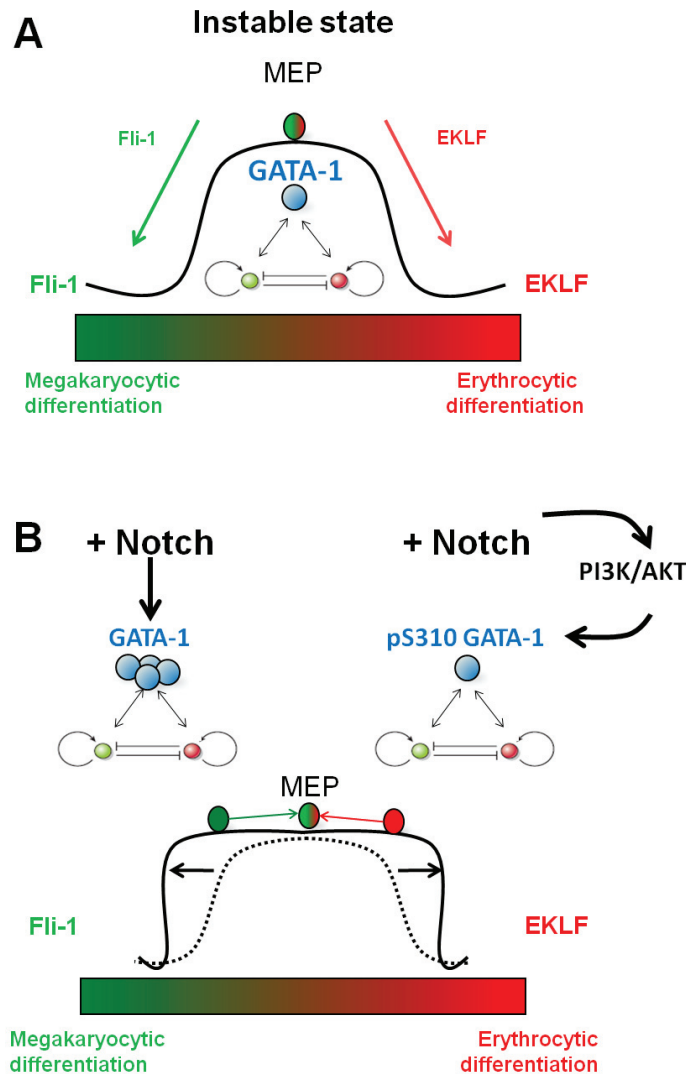 A
Instable state
MEP
Fli-1
EKLF
GATA-1
Fli-1
EKLF
Megakaryocytic
differentiation
Erythrocytic
differentiation
B
+ Notch
+ Notch
PI3K/AKT
GATA-1
pS310 GATA-1
MEP
Fli-1
EKLF
Megakaryocytic
differentiation
Erythrocytic
differentiation